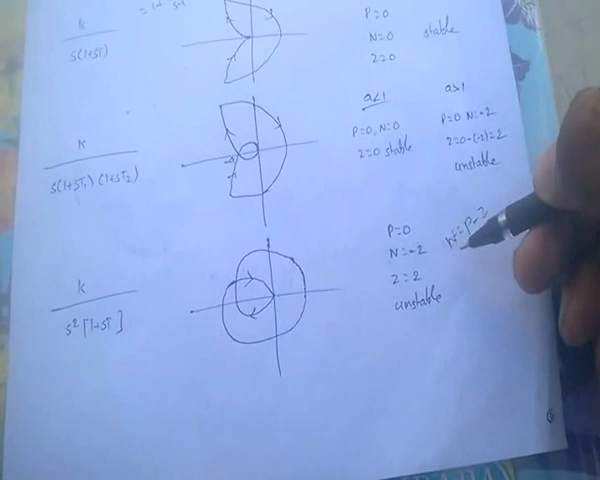 K
S(1+ST)
P=0
N=0
Z=0
stable
K
S(1+ST1)(1+ST2)
a<1
P=0, N=0
Z=0 stable
a>1
P=0 N=-2
Z=0-(-2)=2
unstable
K
S²[1+ST]
P=0
N=-2
Z=2
unstable
N=P-Z